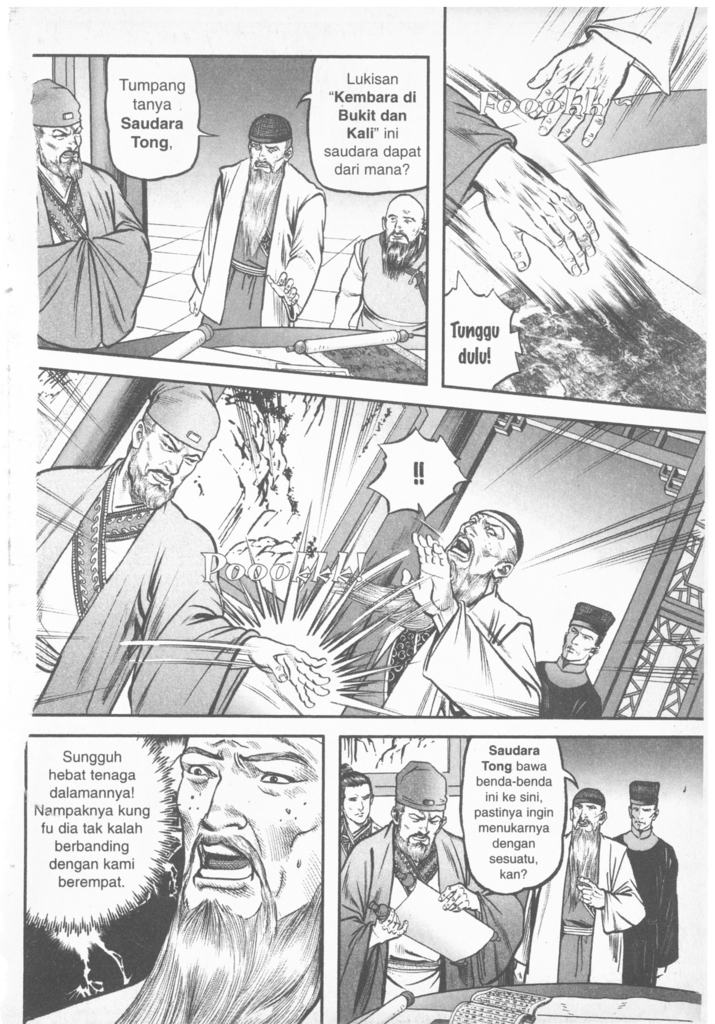 Tumpang
tanya
Saudara
Tong,
Lukisan
"Kembara di
Bukit dan
Kali" ini
saudara dapat
dari mana?
Foooohh
Tunggu
dulu!
!!
Poookkk!
Sungguh
hebat tenaga
dalamannya!
Nampaknya kung
fu dia tak kalah
berbanding
dengan kami
berempat.
Saudara
Tong bawa
benda-benda
ini ke sini,
pastinya ingin
menukarnya
dengan
sesuatu,
kan?